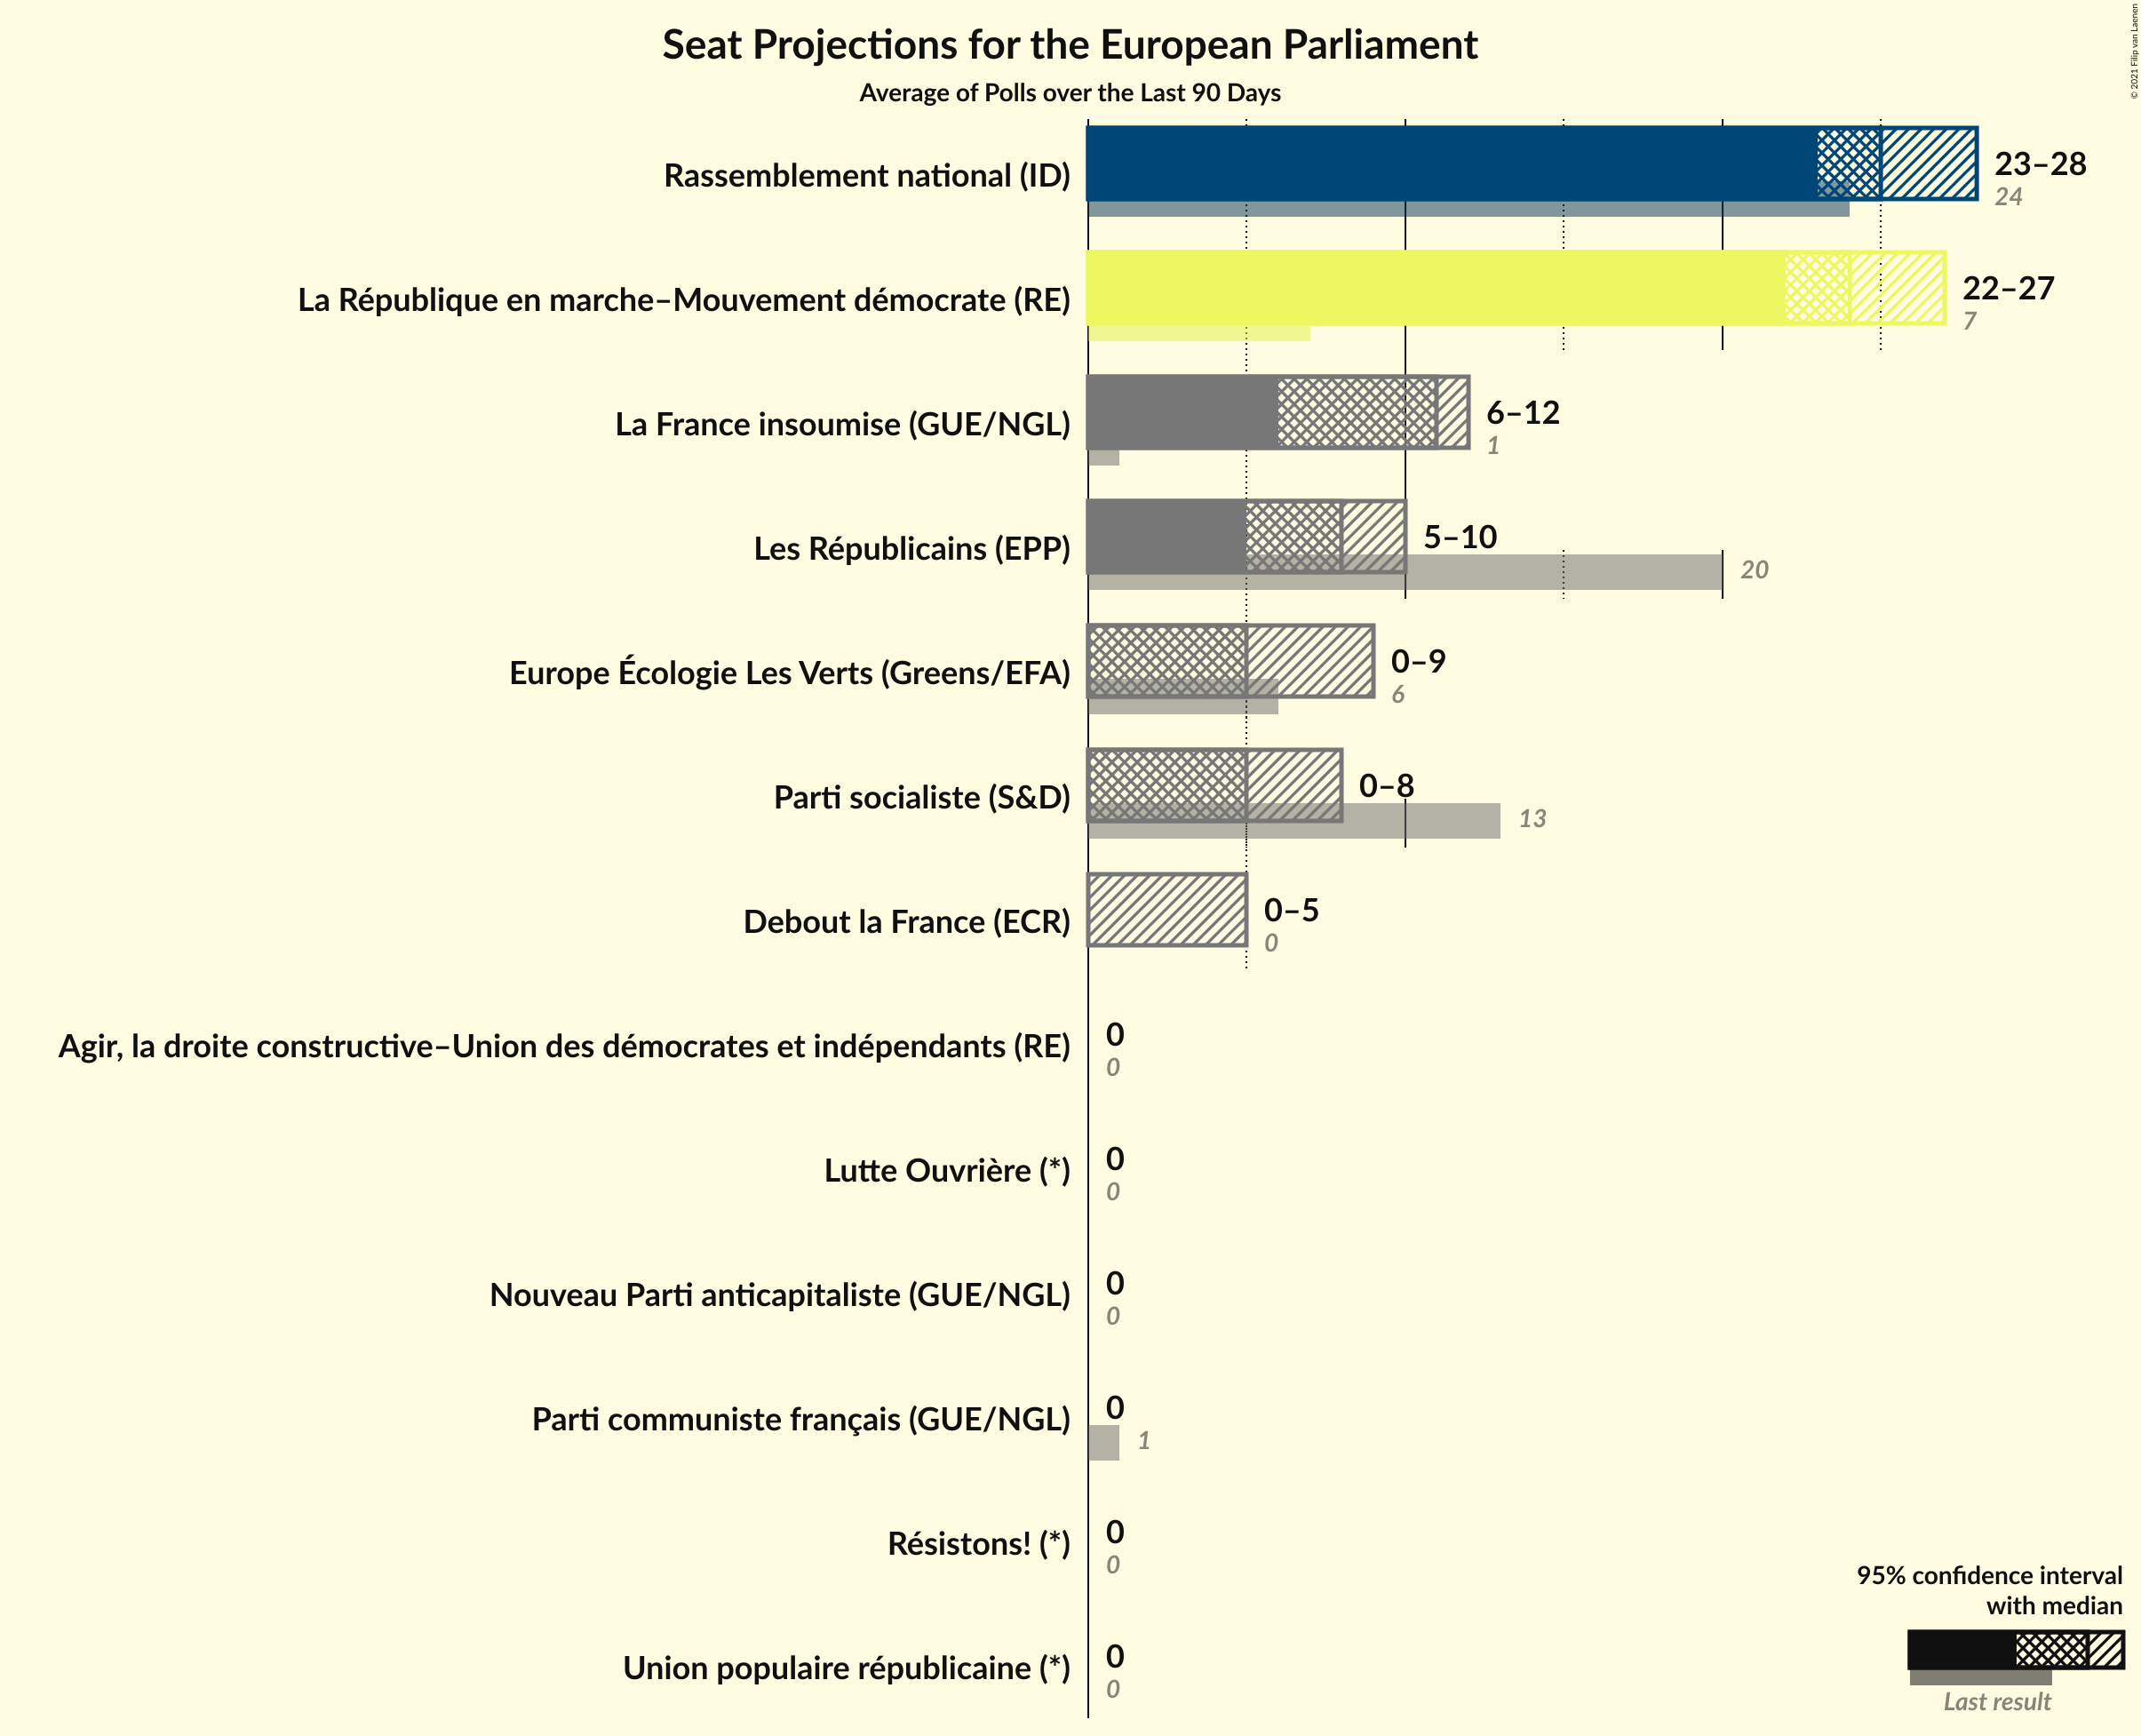 Seat Projections for the European Parliament
Average of Polls over the Last 90 Days
© 2021 Filip van Laenen
Rassemblement national (ID)
23–28
24
La République en marche–Mouvement démocrate (RE)
22–27
7
La France insoumise (GUE/NGL)
6–12
1
Les Républicains (EPP)
5–10
20
Europe Écologie Les Verts (Greens/EFA)
0–9
6
Parti socialiste (S&D)
0–8
13
Debout la France (ECR)
0–5
0
Agir, la droite constructive–Union des démocrates et indépendants (RE)
0
0
Lutte Ouvrière (*)
0
0
Nouveau Parti anticapitaliste (GUE/NGL)
0
0
Parti communiste français (GUE/NGL)
0
1
Résistons! (*)
0
0
Union populaire républicaine (*)
0
0
95% confidence interval
with median
Last result